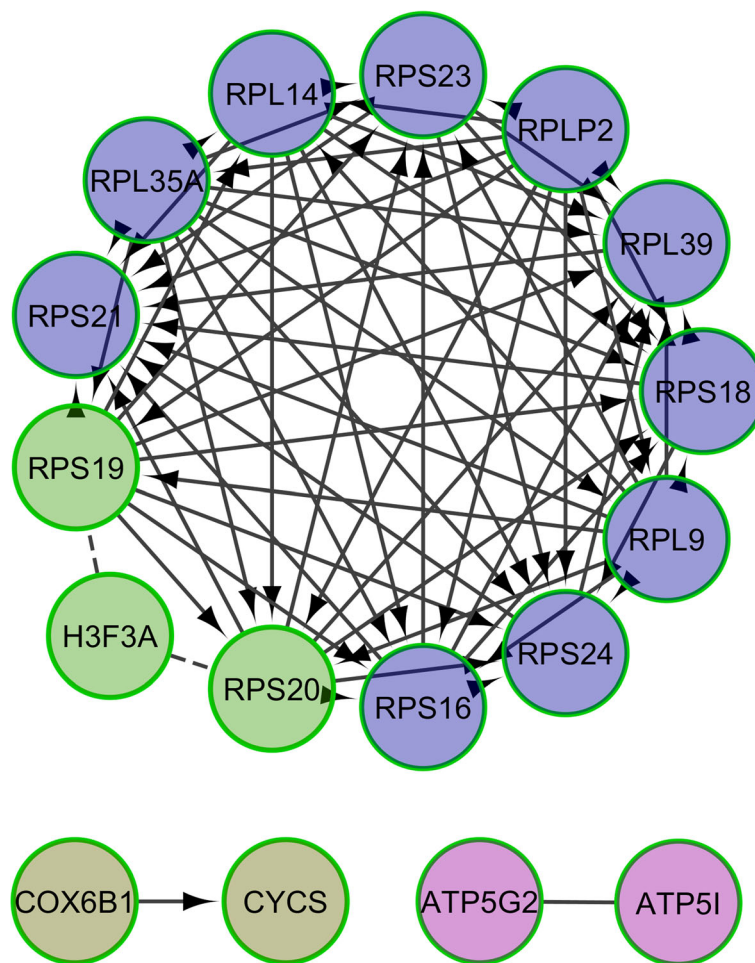 RPS23
RPL14
RPLP2
RPL35A
RPL39
RPS21
RPS18
RPS19
RPL9
H3F3A
RPS24
RPS20
RPS16
COX6B1
CYCS
ATP5G2
ATP5I